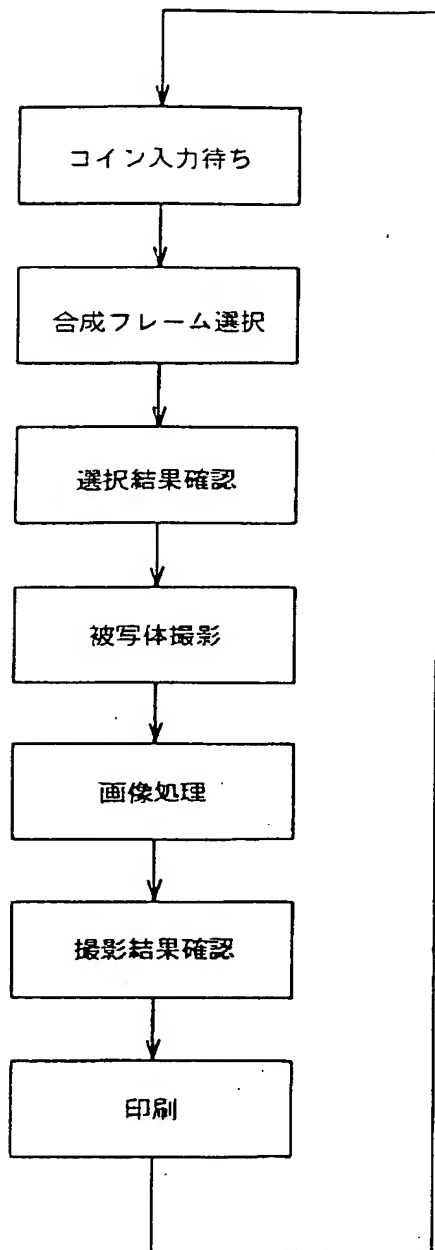 コイン入力待ち
合成フレーム選択
選択結果確認
被写体撮影
画像処理
撮影結果確認
印刷